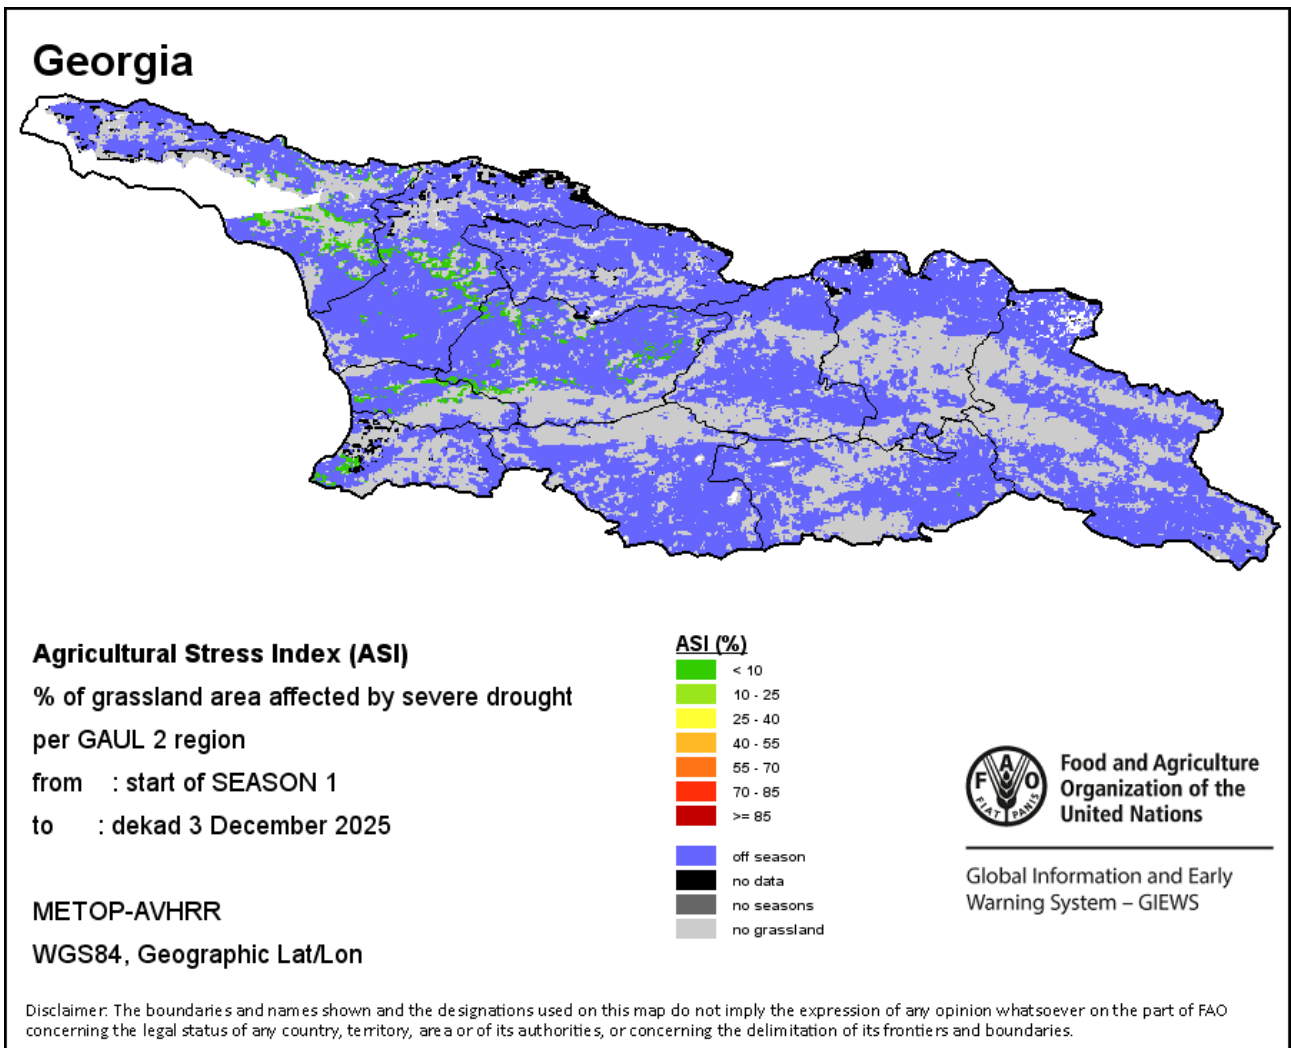 Georgia
Agricultural Stress Index (ASI)
% of grassland area affected by severe drought
per GAUL 2 region
from : start of SEASON 1
to : dekad 3 December 2025
METOP-AVHRR
WGS84, Geographic Lat/Lon
ASI (%)
< 10
10 - 25
25 - 40
40 - 55
55 - 70
70 - 85
>= 85
off season
no data
no seasons
no grassland
F A O
FIAT PANIS
Food and Agriculture
Organization of the
United Nations
Global Information and Early
Warning System – GIEWS
Disclaimer: The boundaries and names shown and the designations used on this map do not imply the expression of any opinion whatsoever on the part of FAO
concerning the legal status of any country, territory, area or of its authorities, or concerning the delimitation of its frontiers and boundaries.